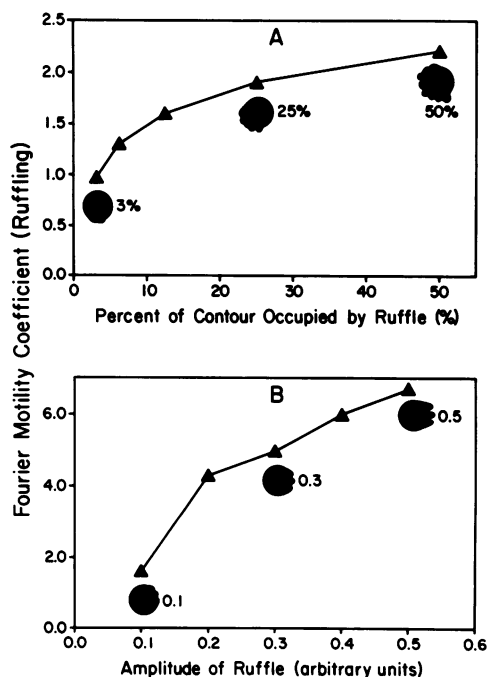 Fourier Motility Coefficient (Ruffling)
A
2.5
2.0
1.5
1.0
0.5
0.0
3%
25%
50%
0 10 20 30 40 50
Percent of Contour Occupied by Ruffle (%)
B
6.0
4.0
2.0
0.0
0.1
0.3
0.5
0.0 0.1 0.2 0.3 0.4 0.5 0.6
Amplitude of Ruffle (arbitrary units)